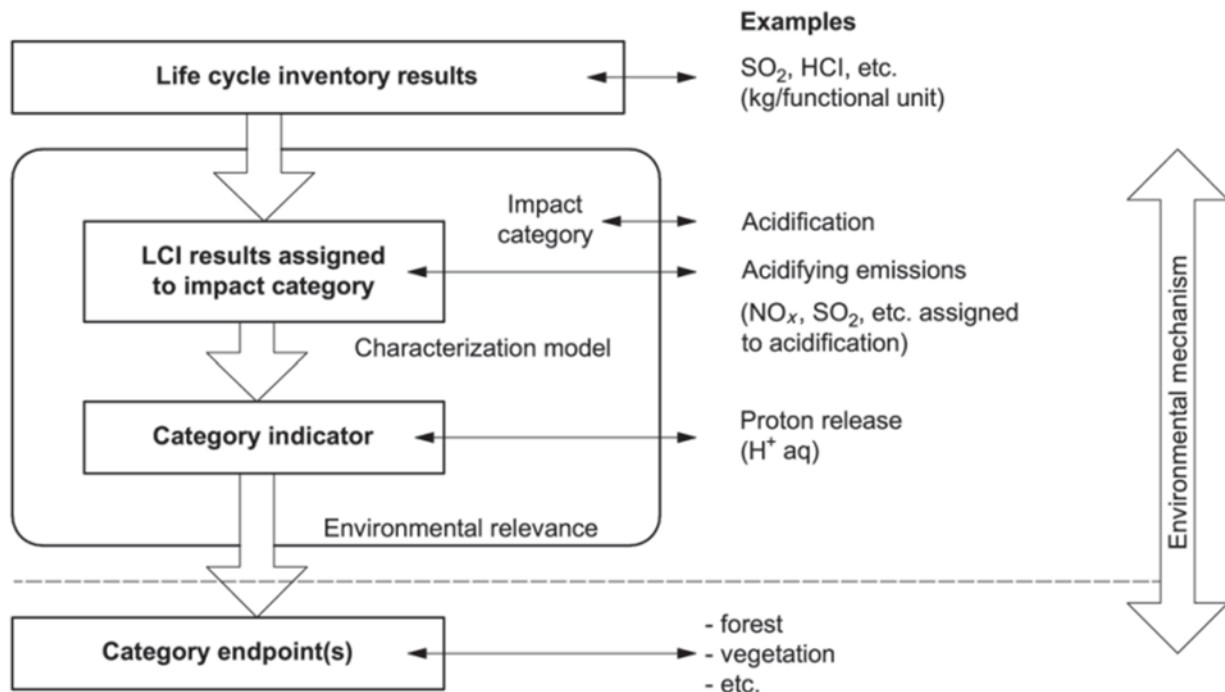 Examples
Life cycle inventory results
SO₂, HCl, etc.
(kg/functional unit)
Impact
category
Acidification
LCI results assigned
to impact category
Acidifying emissions
(NOₓ, SO₂, etc. assigned
to acidification)
Characterization model
Category indicator
Proton release
(H⁺ aq)
Environmental relevance
Category endpoint(s)
- forest
- vegetation
- etc.
Environmental mechanism